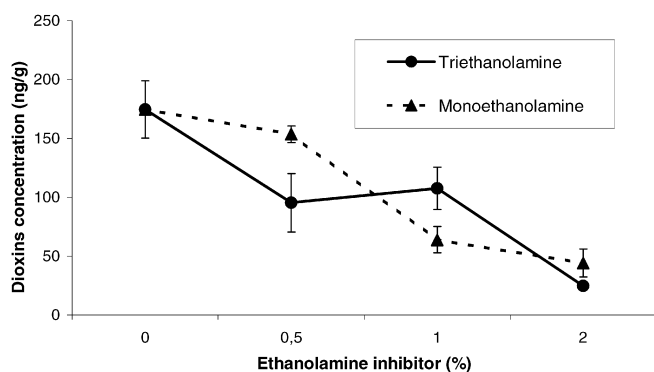 250
200
150
100
50
0
Dioxins concentration (ng/g)
Triethanolamine
Monoethanolamine
0 0,5 1 2
Ethanolamine inhibitor (%)